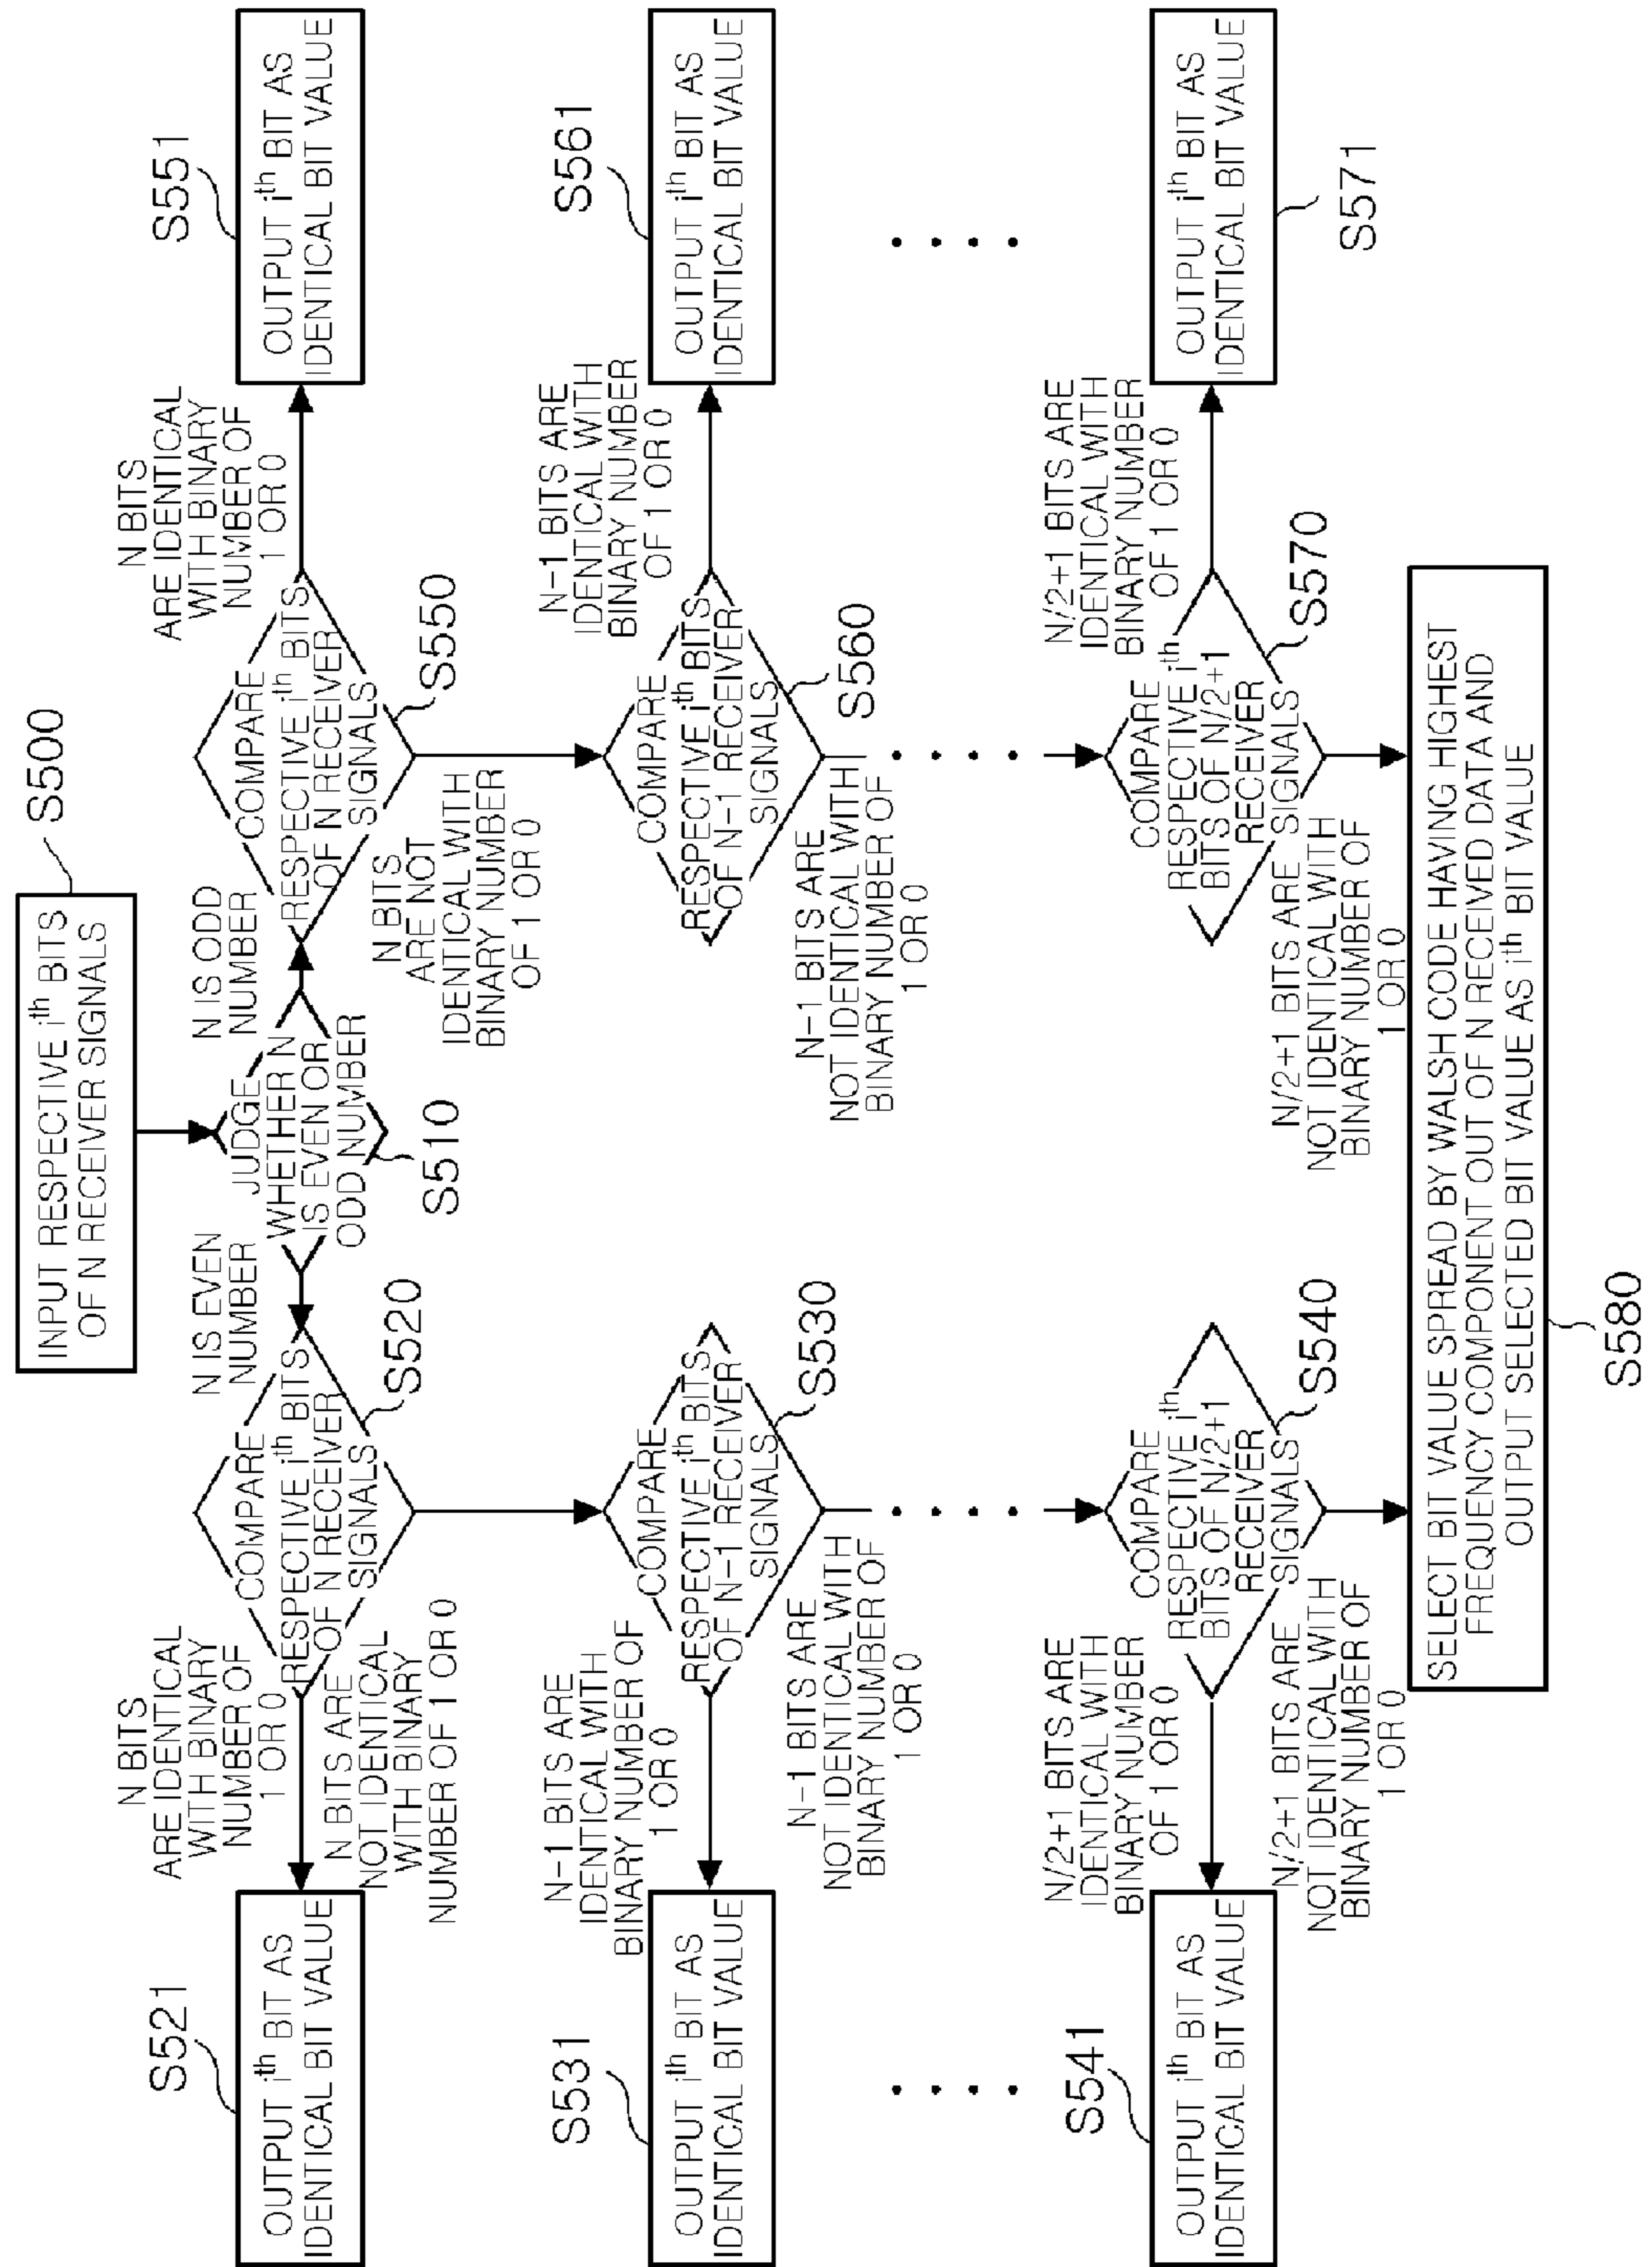 INPUT RESPECTIVE ith BITS
OF N RECEIVER SIGNALS
S500
JUDGE
WHETHER N
IS EVEN OR
ODD NUMBER
S510
N IS EVEN
NUMBER
N IS ODD
NUMBER
COMPARE
RESPECTIVE ith BITS
OF N RECEIVER
SIGNALS
S520
N BITS
ARE IDENTICAL
WITH BINARY
NUMBER OF
1 OR 0
OUTPUT ith BIT AS
IDENTICAL BIT VALUE
S521
N BITS ARE
NOT IDENTICAL
WITH BINARY
NUMBER OF 1 OR 0
COMPARE
RESPECTIVE ith BITS
OF N-1 RECEIVER
SIGNALS
S530
N-1 BITS ARE
IDENTICAL WITH
BINARY NUMBER OF
1 OR 0
OUTPUT ith BIT AS
IDENTICAL BIT VALUE
S531
N-1 BITS ARE
NOT IDENTICAL WITH
BINARY NUMBER OF
1 OR 0
COMPARE
RESPECTIVE ith
BITS OF N/2+1
RECEIVER
SIGNALS
S540
N/2+1 BITS ARE
IDENTICAL WITH
BINARY NUMBER
OF 1 OR 0
OUTPUT ith BIT AS
IDENTICAL BIT VALUE
S541
N/2+1 BITS ARE
NOT IDENTICAL WITH
BINARY NUMBER OF
1 OR 0
COMPARE
RESPECTIVE ith BITS
OF N RECEIVER
SIGNALS
S550
N BITS
ARE IDENTICAL
WITH BINARY
NUMBER OF
1 OR 0
OUTPUT ith BIT AS
IDENTICAL BIT VALUE
S551
N BITS
ARE NOT
IDENTICAL WITH
BINARY NUMBER
OF 1 OR 0
COMPARE
RESPECTIVE ith BITS
OF N-1 RECEIVER
SIGNALS
S560
N-1 BITS ARE
IDENTICAL WITH
BINARY NUMBER
OF 1 OR 0
OUTPUT ith BIT AS
IDENTICAL BIT VALUE
S561
N-1 BITS ARE
NOT IDENTICAL WITH
BINARY NUMBER OF
1 OR 0
COMPARE
RESPECTIVE ith
BITS OF N/2+1
RECEIVER
SIGNALS
S570
N/2+1 BITS ARE
IDENTICAL WITH
BINARY NUMBER
OF 1 OR 0
OUTPUT ith BIT AS
IDENTICAL BIT VALUE
S571
N/2+1 BITS ARE
NOT IDENTICAL WITH
BINARY NUMBER OF
1 OR 0
SELECT BIT VALUE SPREAD BY WALSH CODE HAVING HIGHEST
FREQUENCY COMPONENT OUT OF N RECEIVED DATA AND
OUTPUT SELECTED BIT VALUE AS ith BIT VALUE
S580